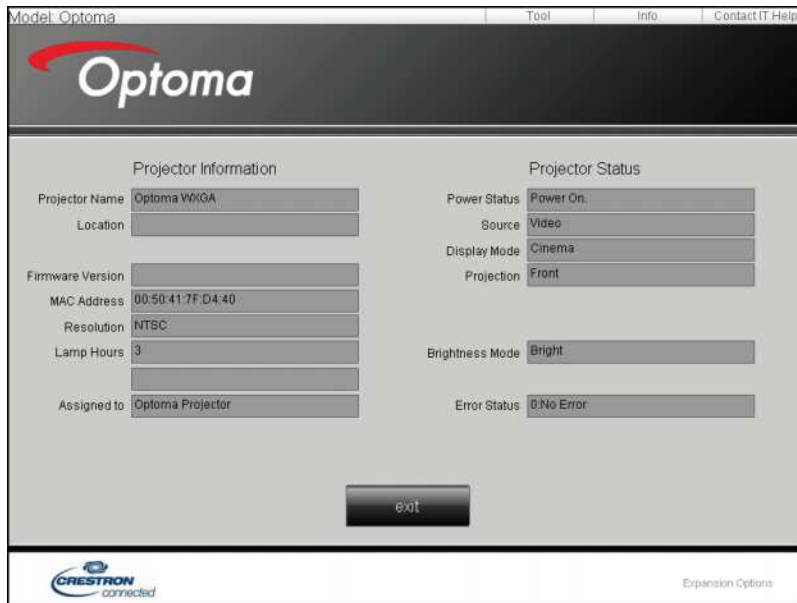 Model: Optoma
Tool
Info
Contact IT Help
Optoma
Projector Information
Projector Name Optoma WXGA
Location
Firmware Version
MAC Address 00:50:41:7F:D4:40
Resolution NTSC
Lamp Hours 3
Assigned to Optoma Projector
Projector Status
Power Status Power On.
Source Video
Display Mode Cinema
Projection Front
Brightness Mode Bright
Error Status 0:No Error
exit
CRESTRON
connected
Expansion Options